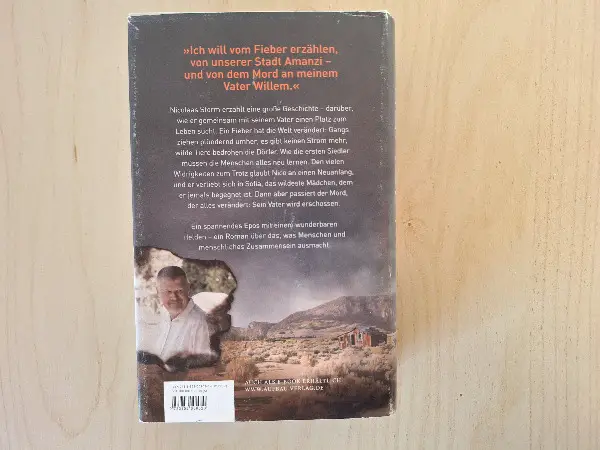 »Ich will vom Fieber erzählen,
von unserer Stadt Amanzi –
und von dem Mord an meinem
Vater Willem.«
Nicolaas Storm erzählt eine große Geschichte – darüber,
wie er gemeinsam mit seinem Vater einen Platz zum
Leben sucht. Ein Fieber hat die Welt verändert: Gangs
ziehen plündernd umher, es gibt keinen Strom mehr,
wilde Tiere bedrohen die Dörfer. Wie die ersten Siedler
müssen die Menschen alles neu lernen. Den vielen
Widrigkeiten zum Trotz glaubt Nico an einen Neuanfang,
und er verliebt sich in Sofia, das wildeste Mädchen, dem
er jemals begegnet ist. Dann aber passiert der Mord,
der alles verändert: Sein Vater wird erschossen.
Ein spannendes Epos mit einem wunderbaren
Helden – ein Roman über das, was Menschen und
menschliches Zusammensein ausmacht.
AUCH ALS E-BOOK ERHÄLTLICH
WWW.AUFBAU-VERLAG.DE